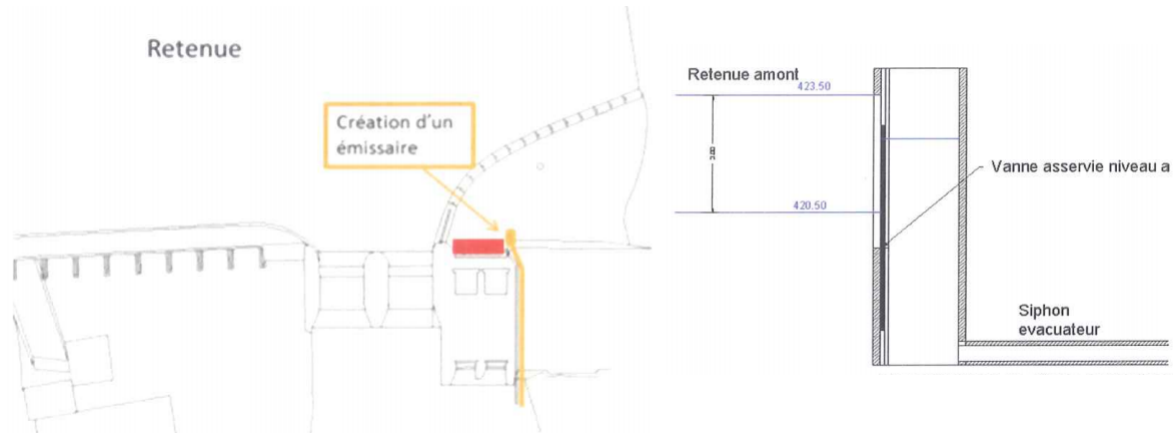 Retenue
Création d'un
émissaire
Retenue amont
423.50
420.50
Vanne asservie niveau a
Siphon
evacuateur